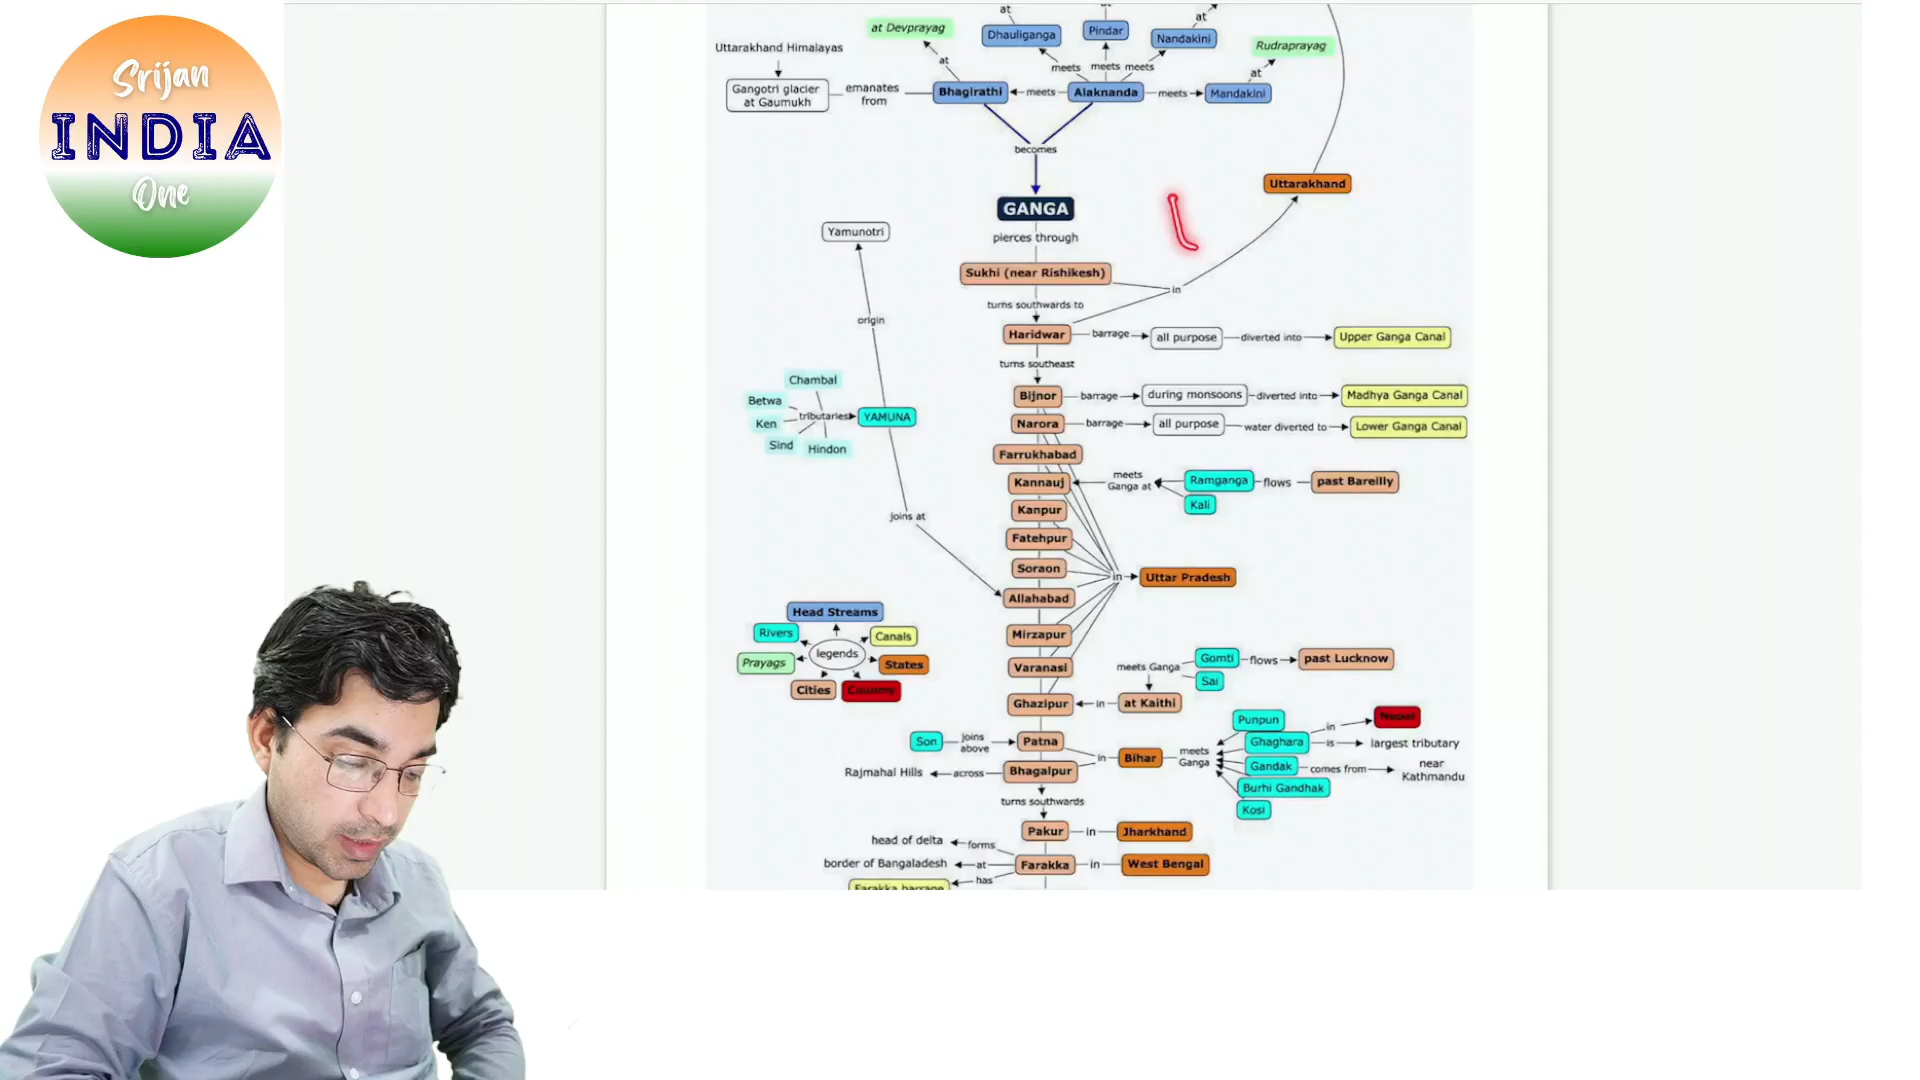 Srijan
INDIA
One
at at at
at Devprayag
Dhauliganga
Pindar
Nandakini
Rudraprayag
Uttarakhand Himalayas
at
meets meets meets
at
Gangotri glacier
at Gaumukh
emanates
from
Bhagirathi
meets
Alaknanda
meets
Mandakini
becomes
Uttarakhand
GANGA
pierces through
Yamunotri
Sukhi (near Rishikesh)
in
turns southwards to
origin
Haridwar
barrage
all purpose
diverted into
Upper Ganga Canal
turns southeast
Chambal
Bijnor
barrage
during monsoons
diverted into
Madhya Ganga Canal
Betwa
tributaries
YAMUNA
Ken
Narora
barrage
all purpose
water diverted to
Lower Ganga Canal
Sind
Hindon
Farrukhabad
Kannauj
meets
Ganga at
Ramganga
flows
past Bareilly
Kali
Kanpur
joins at
Fatehpur
Soraon
in
Uttar Pradesh
Allahabad
Head Streams
Rivers
Canals
legends
Prayags
States
Cities
Country
Mirzapur
Varanasi
meets Ganga
Gomti
flows
past Lucknow
Sai
Ghazipur
in
at Kaithi
Punpun
in
Nepal
Son
joins
above
Patna
in
Bihar
meets
Ganga
Ghaghara
is
largest tributary
Rajmahal Hills
across
Bhagalpur
Gandak
comes from
near
Kathmandu
Burhi Gandhak
Kosi
turns southwards
Pakur
in
Jharkhand
head of delta
forms
border of Bangaladesh
at
Farakka
in
West Bengal
Farakka barrage
has